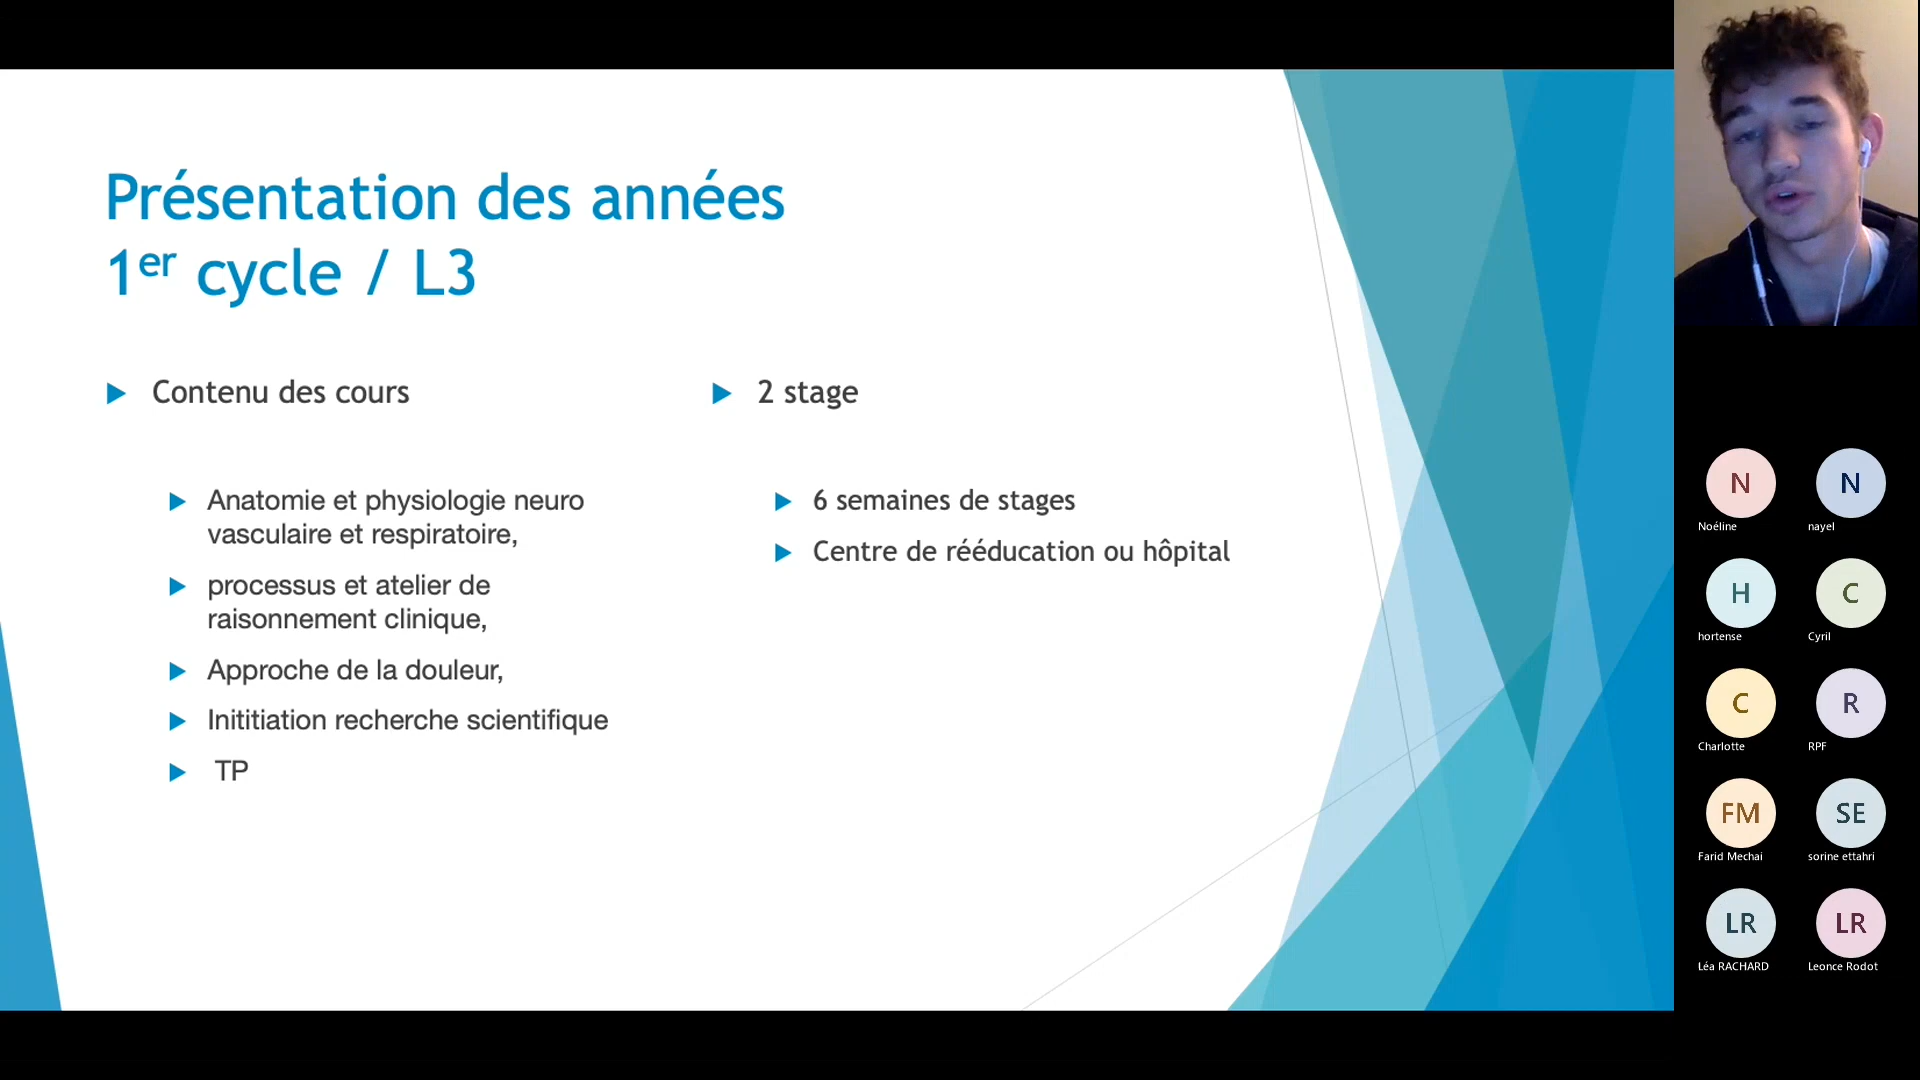 Présentation des années
1er cycle / L3
Contenu des cours
Anatomie et physiologie neuro
vasculaire et respiratoire,
processus et atelier de
raisonnement clinique,
Approche de la douleur,
Inititiation recherche scientifique
TP
2 stage
6 semaines de stages
Centre de rééducation ou hôpital
N
N
Noéline
nayel
H
C
hortense
Cyril
C
R
Charlotte
RPF
FM
SE
Farid Mechai
sorine ettahri
LR
LR
Léa RACHARD
Leonce Rodot